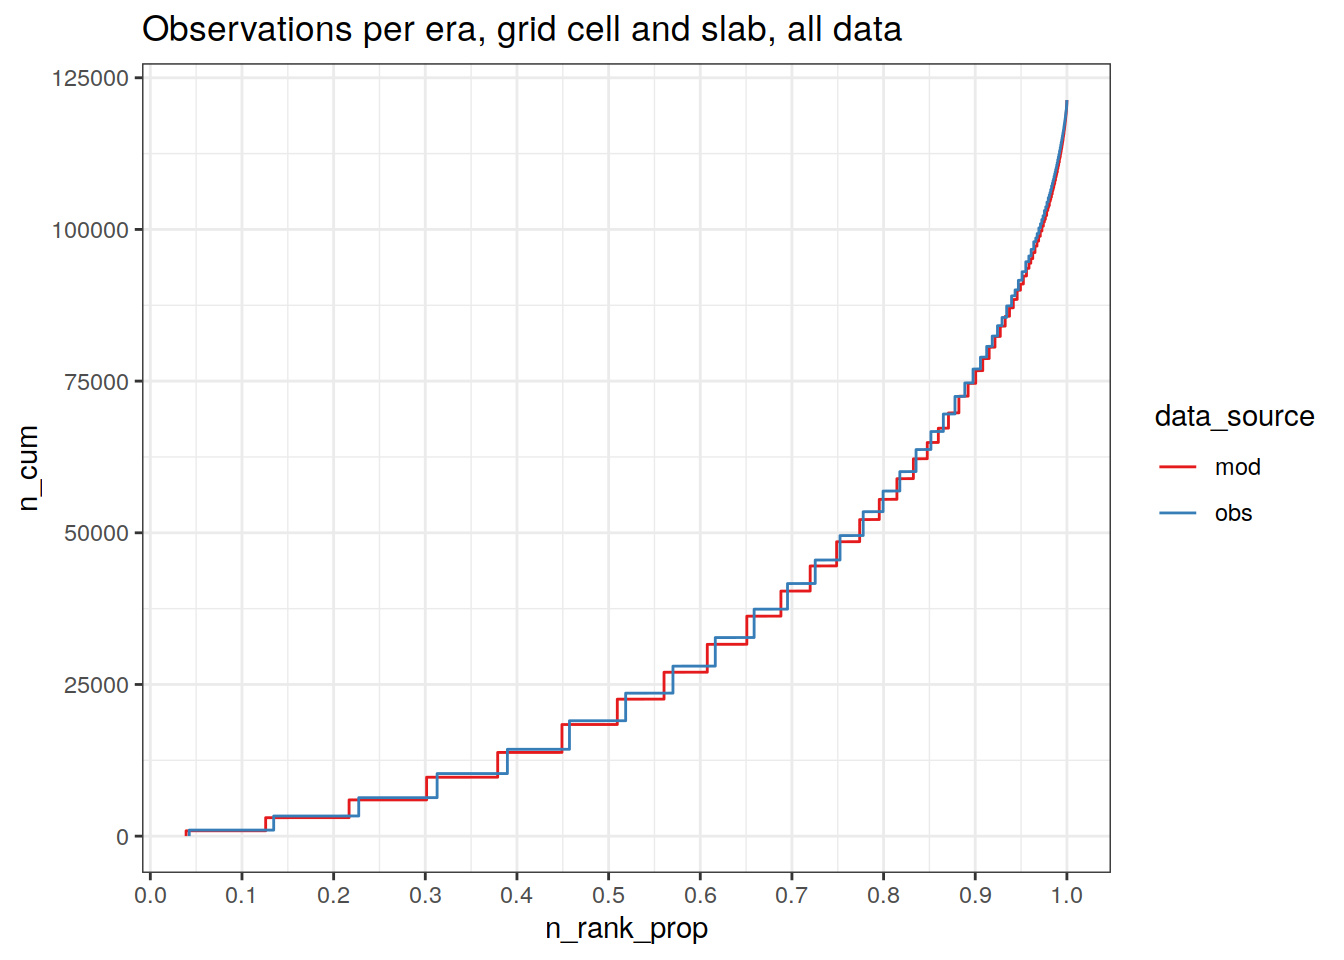 Observations per era, grid cell and slab, all data
125000
100000
75000
50000
25000
0
n_cum
0.0 0.1 0.2 0.3 0.4 0.5 0.6 0.7 0.8 0.9 1.0
n_rank_prop
data_source
mod
obs